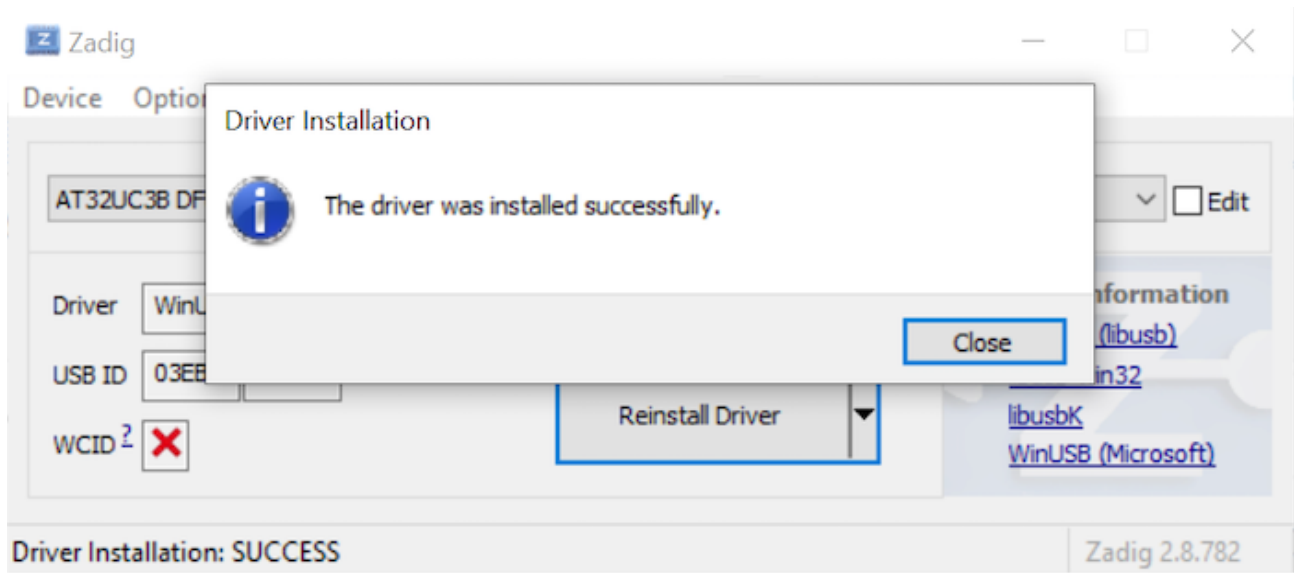 Zadig
Device Optio
Driver Installation
AT32UC3B DF
The driver was installed successfully.
Edit
Driver WinU
nformation
Close
(libusb)
USB ID 03EB
in32
Reinstall Driver
libusbK
WCID ?
WinUSB (Microsoft)
Driver Installation: SUCCESS
Zadig 2.8.782